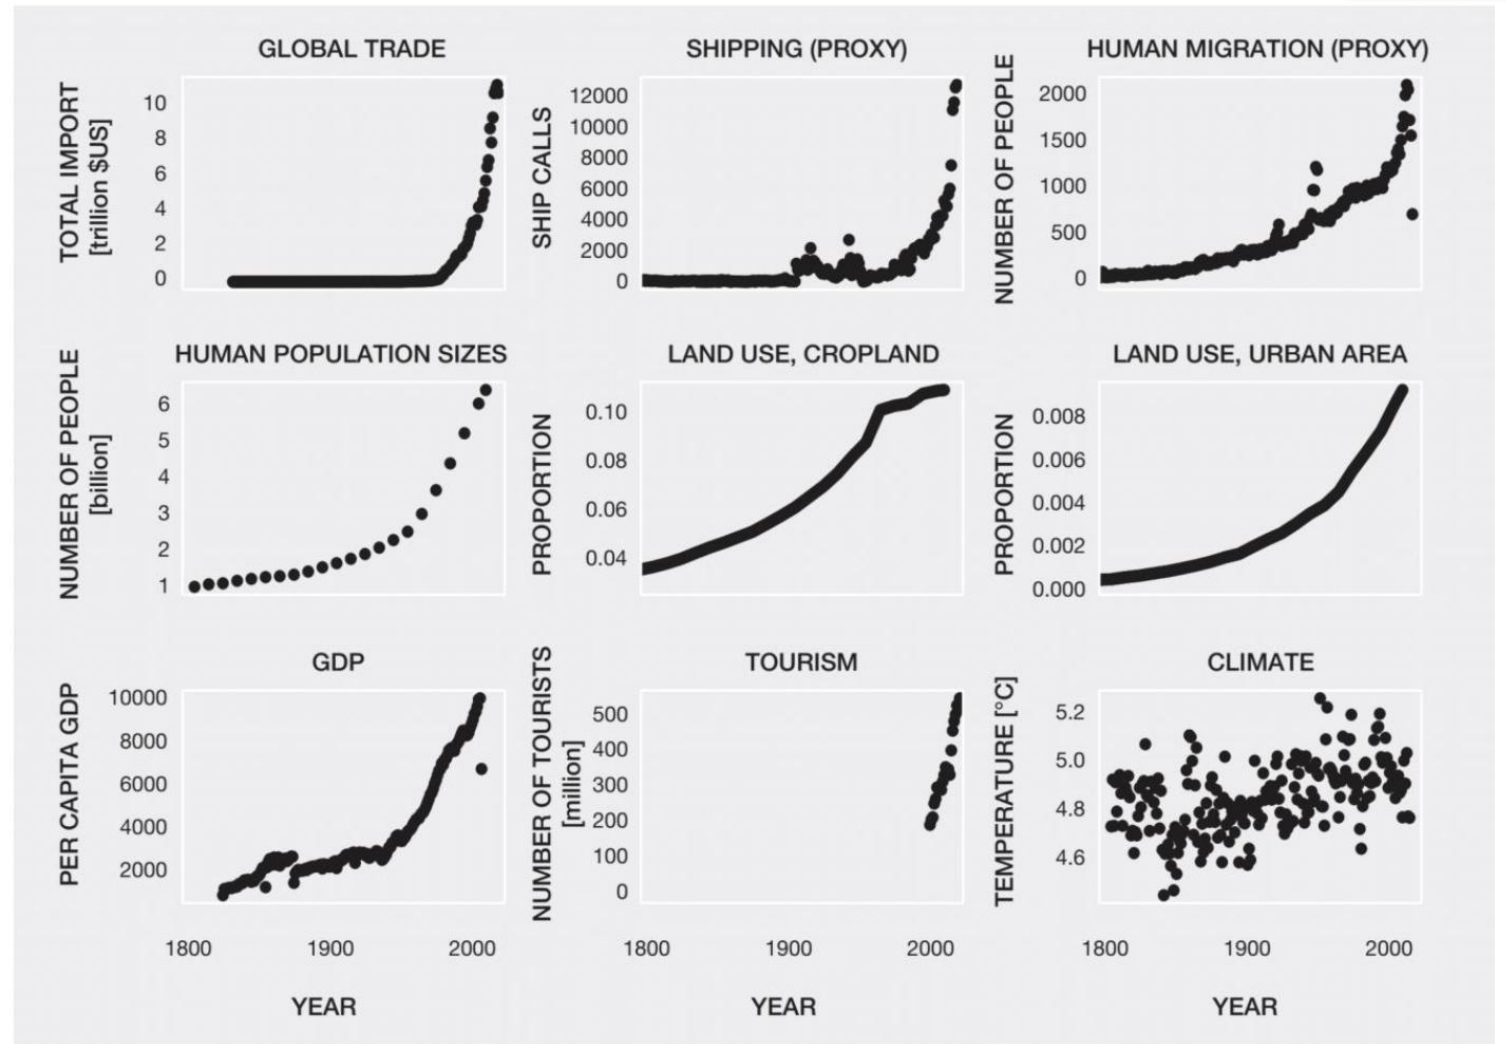 GLOBAL TRADE
TOTAL IMPORT
[trillion $US]
10
8
6
4
2
0
SHIPPING (PROXY)
SHIP CALLS
12000
10000
8000
6000
4000
2000
0
HUMAN MIGRATION (PROXY)
NUMBER OF PEOPLE
2000
1500
1000
500
0
HUMAN POPULATION SIZES
NUMBER OF PEOPLE
[billion]
6
5
4
3
2
1
LAND USE, CROPLAND
PROPORTION
0.10
0.08
0.06
0.04
LAND USE, URBAN AREA
PROPORTION
0.008
0.006
0.004
0.002
0.000
GDP
PER CAPITA GDP
10000
8000
6000
4000
2000
1800
1900
2000
YEAR
TOURISM
NUMBER OF TOURISTS
[million]
500
400
300
200
100
0
1800
1900
2000
YEAR
CLIMATE
TEMPERATURE [°C]
5.2
5.0
4.8
4.6
1800
1900
2000
YEAR